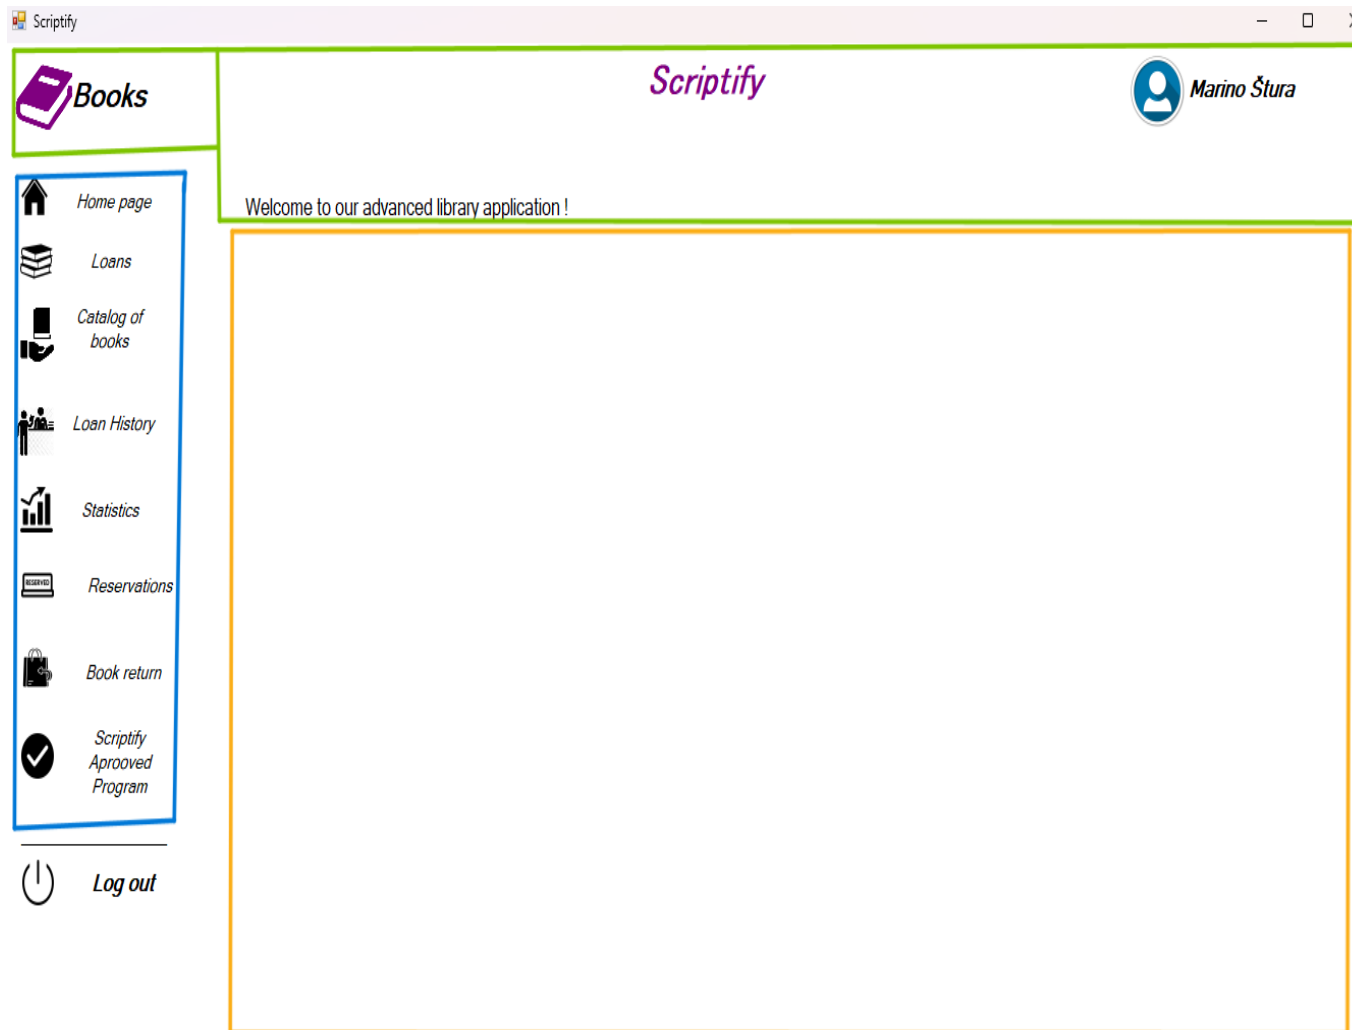 Scriptify
Books
Scriptify
Marino Štura
Welcome to our advanced library application !
Home page
Loans
Catalog of
books
Loan History
Statistics
RESERVED
Reservations
Book return
Scriptify
Aprooved
Program
Log out